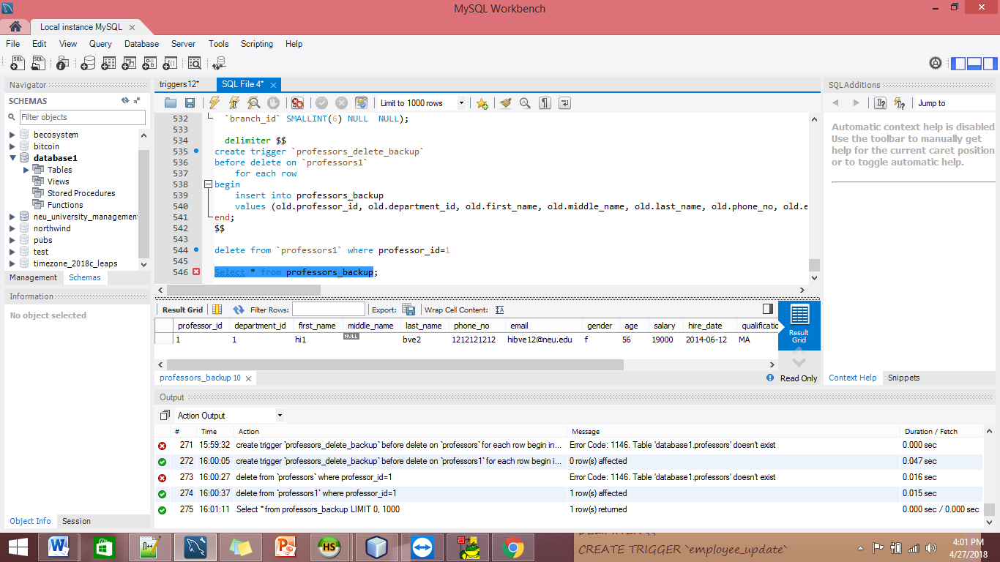 MySQL Workbench
Local instance MySQL
File Edit View Query Database Server Tools Scripting Help
Navigator
SCHEMAS
Filter objects
becosystem
bitcoin
database1
Tables
Views
Stored Procedures
Functions
neu_university_management
northwind
pubs
test
timezone_2018c_leaps
Management Schemas
Information
No object selected
Object Info Session
triggers12* SQL File 4*
Limit to 1000 rows
532 `branch_id` SMALLINT(6) NULL NULL);
533
534 delimiter $$
535 create trigger `professors_delete_backup`
536 before delete on `professors1`
537 for each row
538 begin
539 insert into professors_backup
540 values (old.professor_id, old.department_id, old.first_name, old.middle_name, old.last_name, old.phone_no, old.e
541 end;
542 $$
543
544 delete from `professors1` where professor_id=1
545
546 Select * from professors_backup;
Result Grid Filter Rows: Export: Wrap Cell Content:
professor_id department_id first_name middle_name last_name phone_no email gender age salary hire_date qualificatio
1 1 hi1 NULL bve2 1212121212 hibve12@neu.edu f 56 19000 2014-06-12 MA
Result
Grid
professors_backup 10
Read Only
SQLAdditions
Jump to
Automatic context help is disabled.
Use the toolbar to manually get
help for the current caret position
or to toggle automatic help.
Context Help Snippets
Output
Action Output
# Time Action Message Duration / Fetch
271 15:59:32 create trigger `professors_delete_backup` before delete on `professors` for each row begin in... Error Code: 1146. Table 'database1.professors' doesn't exist 0.000 sec
272 16:00:05 create trigger `professors_delete_backup` before delete on `professors1` for each row begin i... 0 row(s) affected 0.047 sec
273 16:00:27 delete from `professors` where professor_id=1 Error Code: 1146. Table 'database1.professors' doesn't exist 0.016 sec
274 16:00:37 delete from `professors1` where professor_id=1 1 row(s) affected 0.015 sec
275 16:01:11 Select * from professors_backup LIMIT 0, 1000 1 row(s) returned 0.000 sec / 0.000 sec
CREATE TRIGGER `employee_update`
4:01 PM
4/27/2018